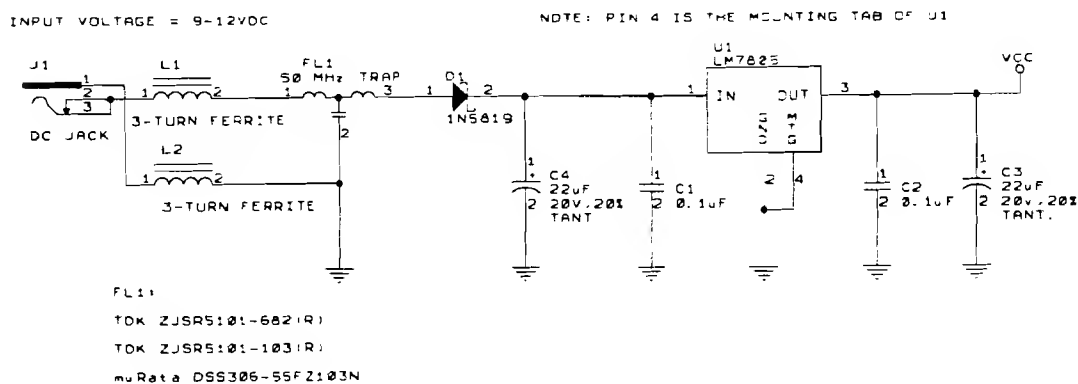 INPUT VOLTAGE = 9-12VDC
NOTE: PIN 4 IS THE MOUNTING TAB OF U1
J1
1
2
3
DC JACK
L1
1
2
3-TURN FERRITE
L2
1
2
3-TURN FERRITE
FL1
50 MHz TRAP
1
3
2
D1
1
2
1N5819
1
+
C4
22uF
2
20V,20%
TANT
1
C1
2
0.1uF
U1
LM7825
1
IN
OUT
3
GND
MTG
2
4
1
C2
2
0.1uF
VCC
1
+
C3
22uF
2
20V,20%
TANT.
FL1:
TDK ZJSR5101-682(R)
TDK ZJSR5101-103(R)
muRata DSS306-55FZ103N